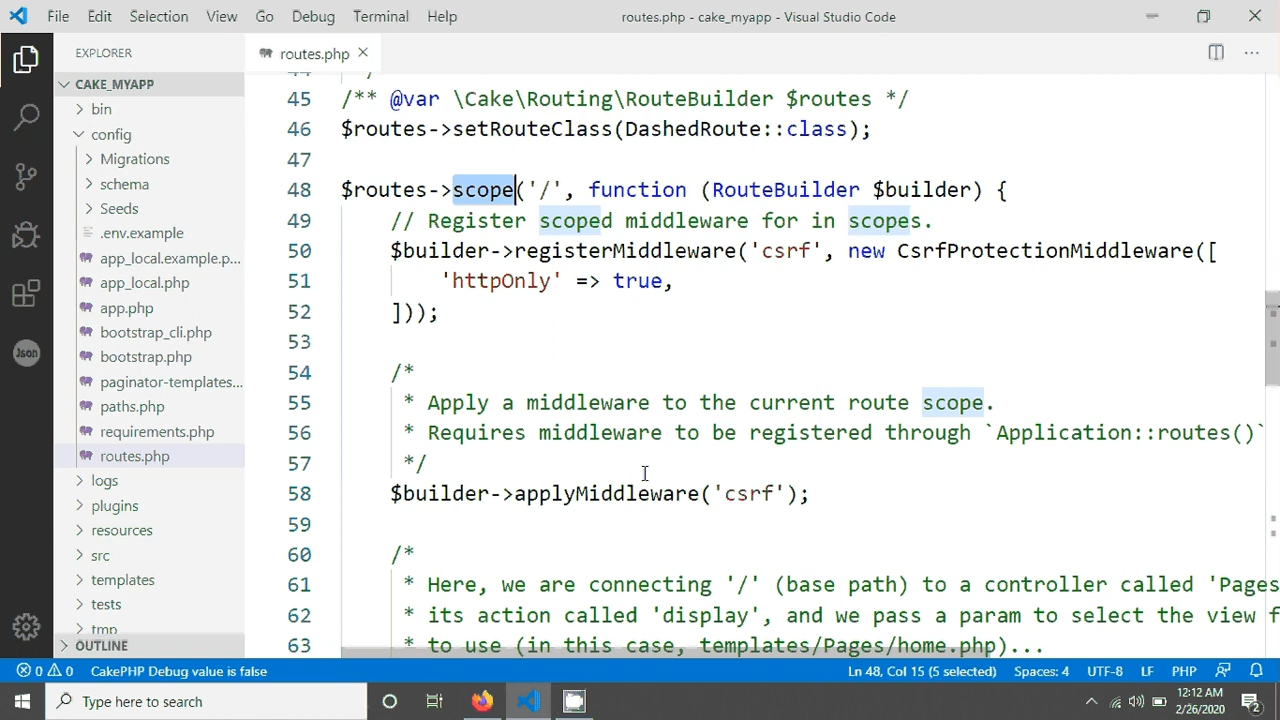 File Edit Selection View Go Debug Terminal Help routes.php - cake_myapp - Visual Studio Code
EXPLORER
CAKE_MYAPP
bin
config
Migrations
schema
Seeds
.env.example
app_local.example.p...
app_local.php
app.php
bootstrap_cli.php
bootstrap.php
paginator-templates...
paths.php
requirements.php
routes.php
logs
plugins
resources
src
templates
tests
tmp
OUTLINE
Json
routes.php
44 */
45 /** @var \Cake\Routing\RouteBuilder $routes */
46 $routes->setRouteClass(DashedRoute::class);
47
48 $routes->scope('/', function (RouteBuilder $builder) {
49 // Register scoped middleware for in scopes.
50 $builder->registerMiddleware('csrf', new CsrfProtectionMiddleware([
51 'httpOnly' => true,
52 ]));
53
54 /*
55 * Apply a middleware to the current route scope.
56 * Requires middleware to be registered through `Application::routes()`
57 */
58 $builder->applyMiddleware('csrf');
59
60 /*
61 * Here, we are connecting '/' (base path) to a controller called 'Pages
62 * its action called 'display', and we pass a param to select the view f
63 * to use (in this case, templates/Pages/home.php)...
0 0 CakePHP Debug value is false Ln 48, Col 15 (5 selected) Spaces: 4 UTF-8 LF PHP
Type here to search
12:12 AM
2/26/2020
2